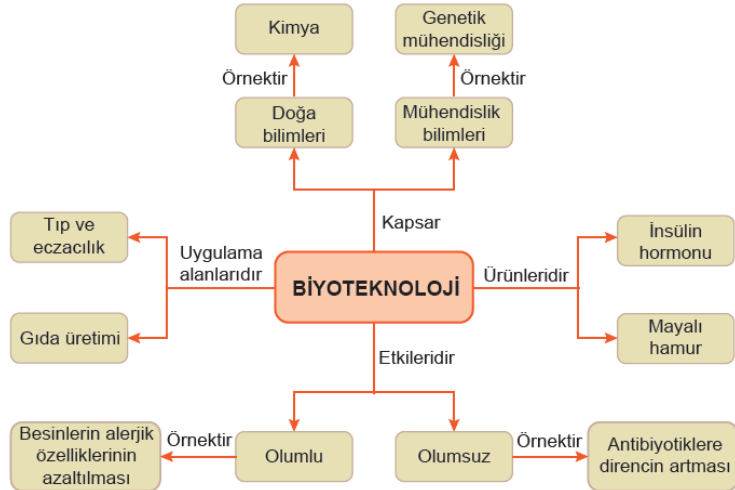 Kimya
Genetik
mühendisliği
Örnektir
Örnektir
Doğa
bilimleri
Mühendislik
bilimleri
Kapsar
Tıp ve
eczacılık
Uygulama
alanlarıdır
BİYOTEKNOLOJİ
Ürünleridir
İnsülin
hormonu
Gıda üretimi
Mayalı
hamur
Etkileridir
Besinlerin alerjik
özelliklerinin
azaltılması
Örnektir
Olumlu
Olumsuz
Örnektir
Antibiyotiklere
direncin artması